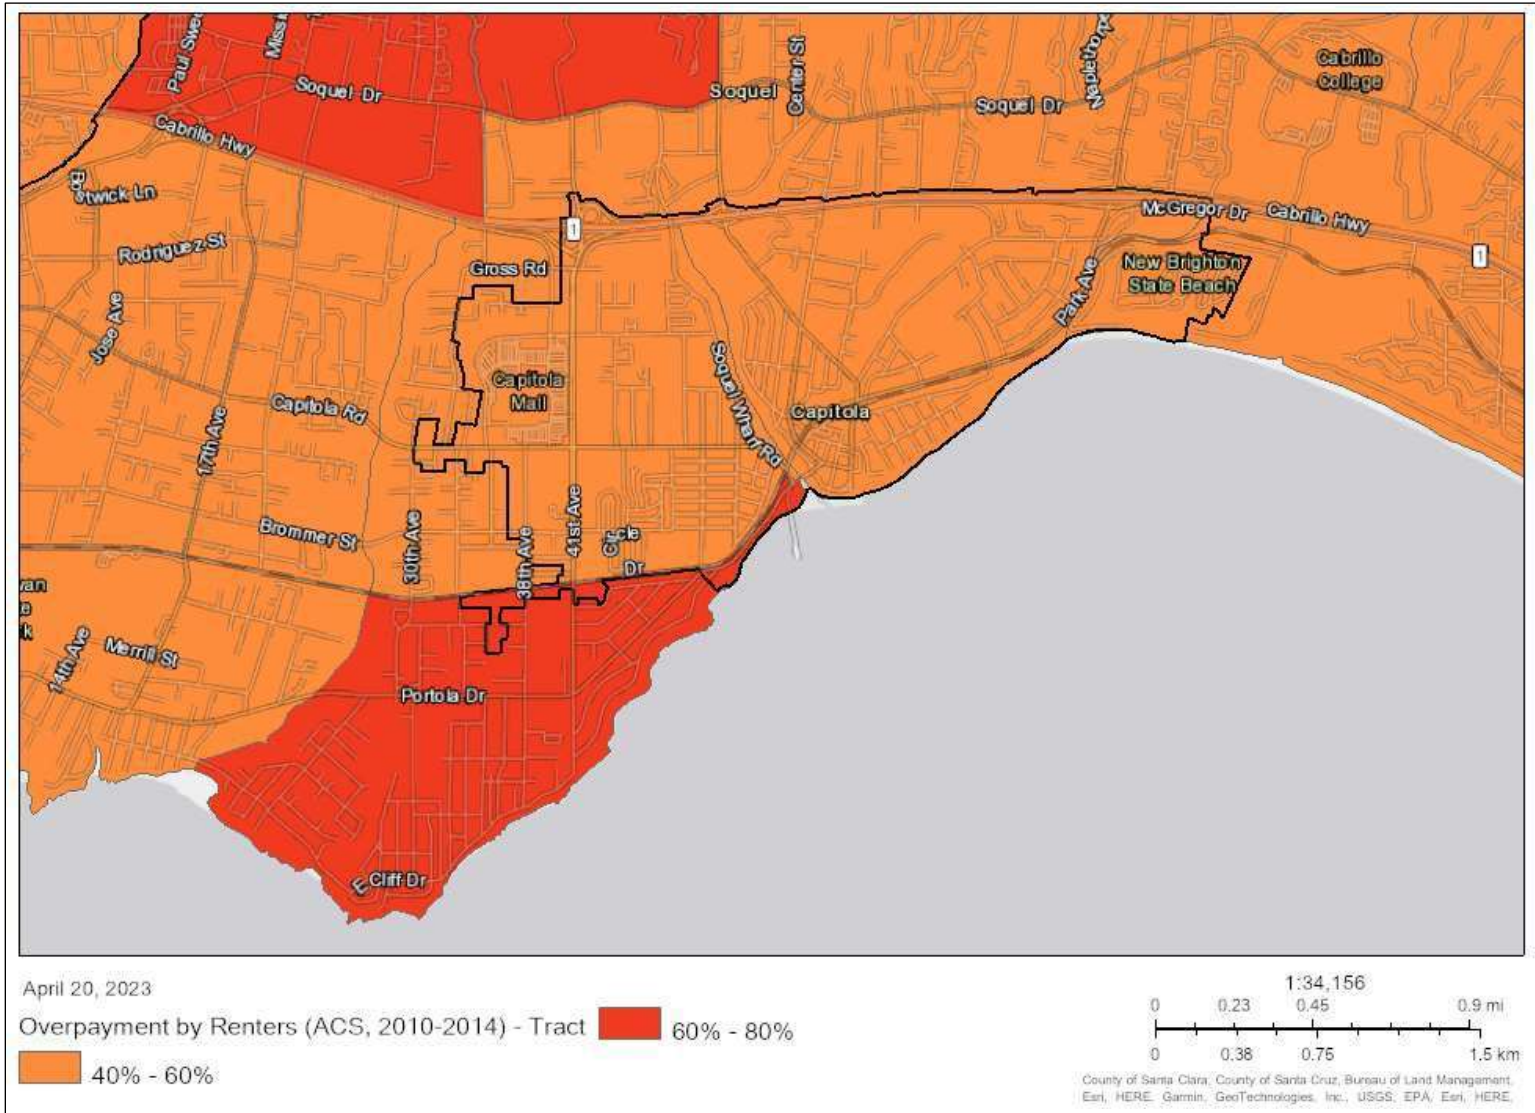 Paul Swee
Missi
Soquel Dr
Soquel
Center St
Soquel Dr
Cabrillo
College
Cabrillo Hwy
Bostwick Ln
Rodriguez St
1
Gross Rd
McGregor Dr
Cabrillo Hwy
1
New Brighton
State Beach
Park Ave
Jose Ave
Capitola
Mall
Soquel Wharf Rd
Capitola Rd
Capitola
17th Ave
Brommer St
30th Ave
38th Ave
41st Ave
Circle
Dr
van
e
rk
14th Ave
Merrill St
Portola Dr
E Cliff Dr
April 20, 2023
Overpayment by Renters (ACS, 2010-2014) - Tract
60% - 80%
40% - 60%
1:34,156
0 0.23 0.45 0.9 mi
0 0.38 0.75 1.5 km
County of Santa Clara, County of Santa Cruz, Bureau of Land Management,
Esri, HERE, Garmin, GeoTechnologies, Inc., USGS, EPA, Esri, HERE,